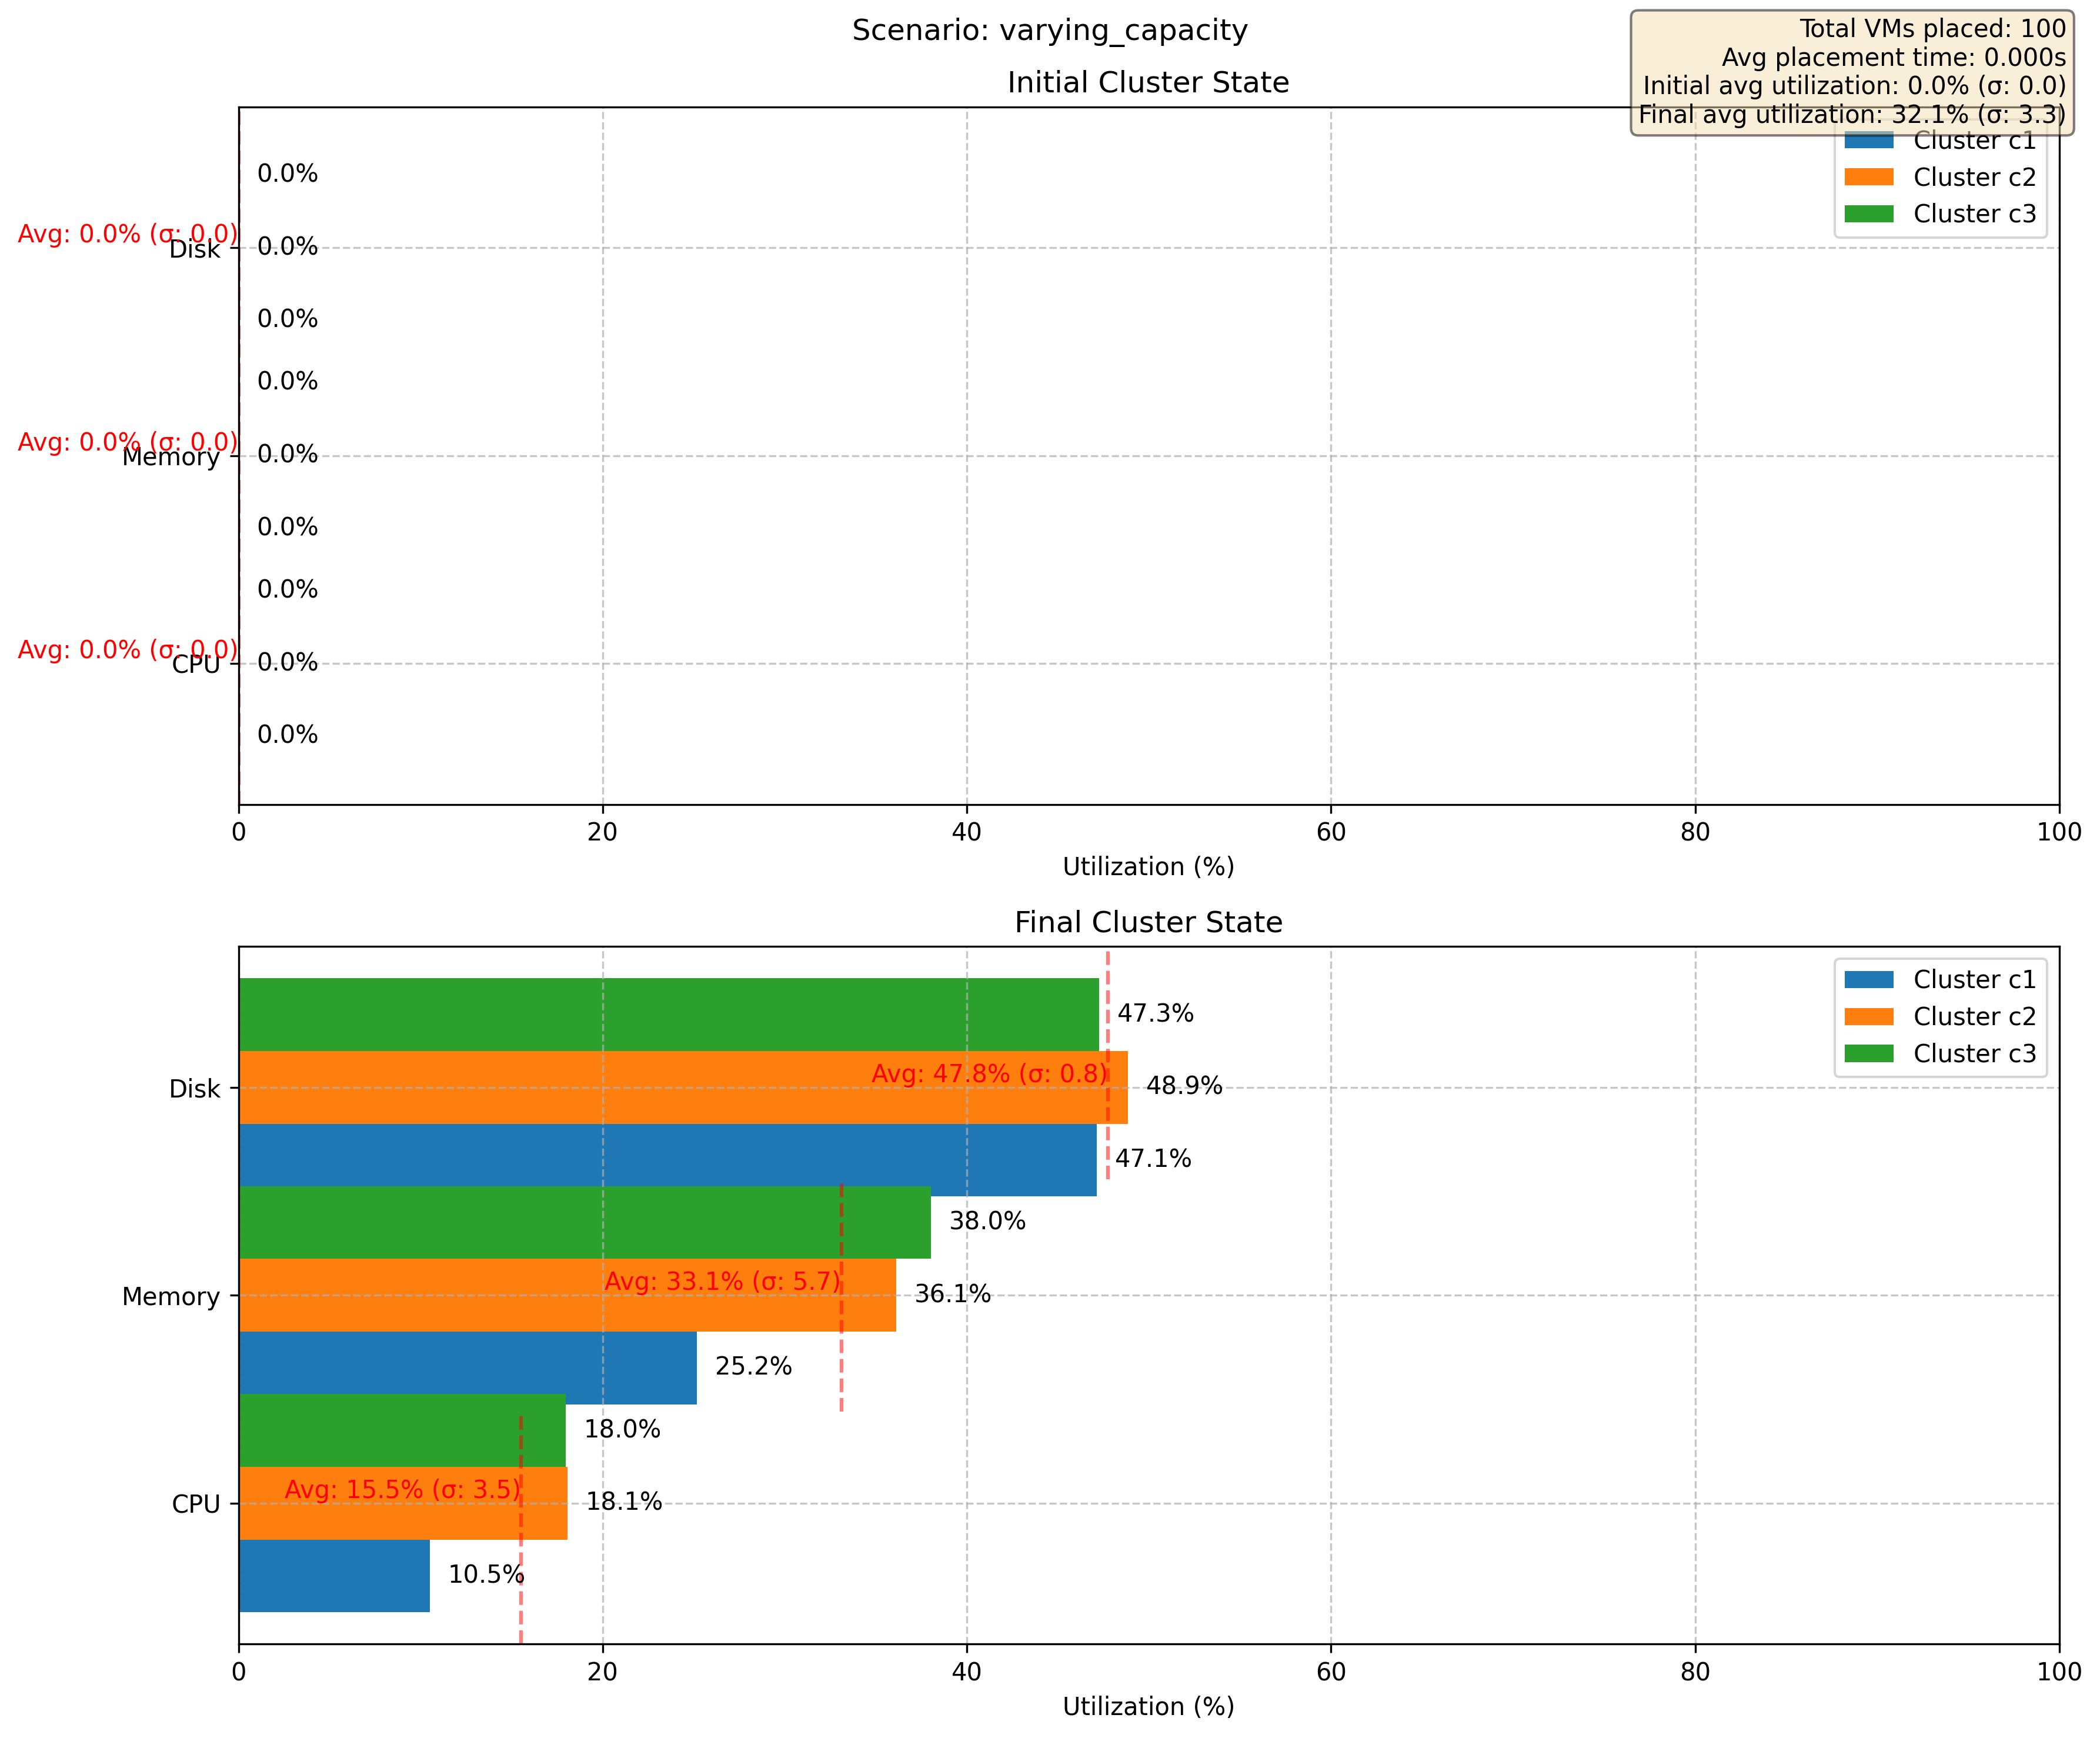 Scenario: varying_capacity
Total VMs placed: 100
Avg placement time: 0.000s
Initial avg utilization: 0.0% (σ: 0.0)
Final avg utilization: 32.1% (σ: 3.3)
Initial Cluster State
Cluster c1
Cluster c2
Cluster c3
0.0%
Avg: 0.0% (σ: 0.0)
Disk
0.0%
0.0%
0.0%
Avg: 0.0% (σ: 0.0)
Memory
0.0%
0.0%
0.0%
Avg: 0.0% (σ: 0.0)
CPU
0.0%
0.0%
0 20 40 60 80 100
Utilization (%)
Final Cluster State
Cluster c1
Cluster c2
Cluster c3
47.3%
Avg: 47.8% (σ: 0.8)
Disk
48.9%
47.1%
38.0%
Avg: 33.1% (σ: 5.7)
Memory
36.1%
25.2%
18.0%
Avg: 15.5% (σ: 3.5)
CPU
18.1%
10.5%
0 20 40 60 80 100
Utilization (%)